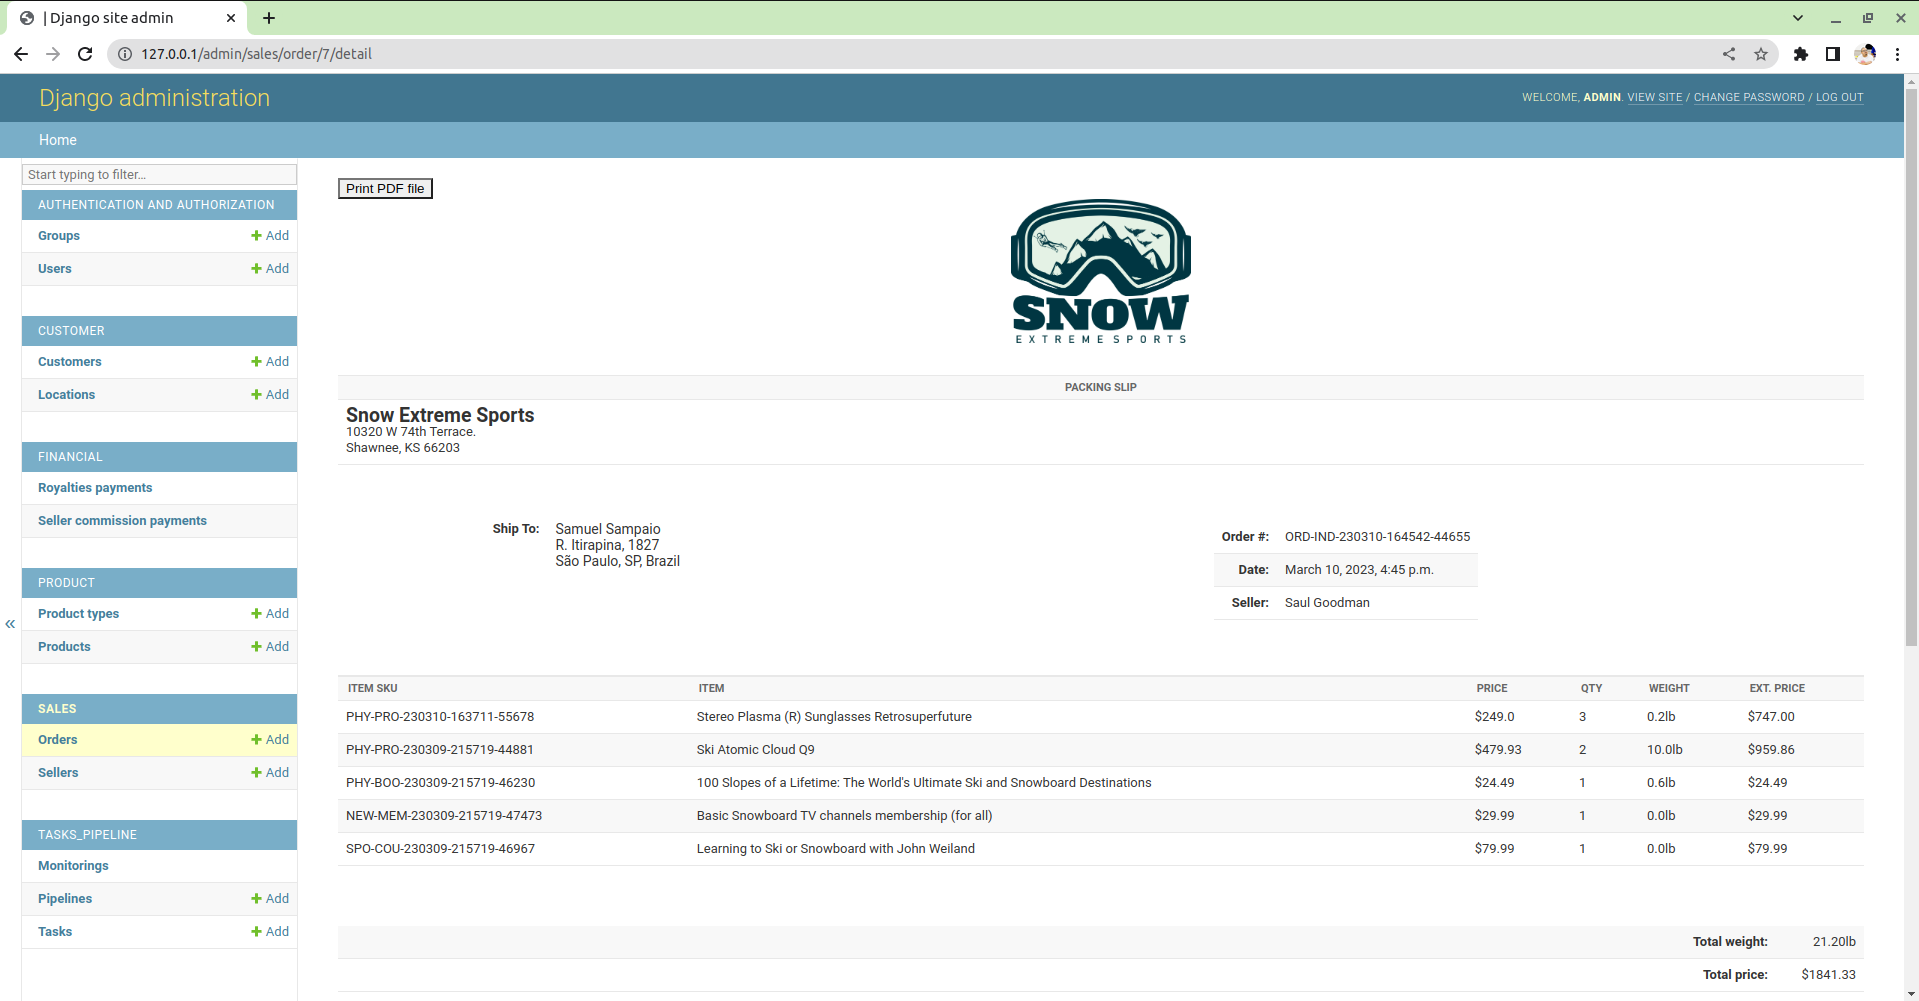 | Django site admin
127.0.0.1/admin/sales/order/7/detail
Django administration
WELCOME, ADMIN. VIEW SITE / CHANGE PASSWORD / LOG OUT
Home
Start typing to filter...
AUTHENTICATION AND AUTHORIZATION
Groups + Add
Users + Add
CUSTOMER
Customers + Add
Locations + Add
FINANCIAL
Royalties payments
Seller commission payments
PRODUCT
Product types + Add
Products + Add
SALES
Orders + Add
Sellers + Add
TASKS_PIPELINE
Monitorings
Pipelines + Add
Tasks + Add
«
Print PDF file
SNOW
EXTREME SPORTS
PACKING SLIP
Snow Extreme Sports
10320 W 74th Terrace.
Shawnee, KS 66203
Ship To: Samuel Sampaio
R. Itirapina, 1827
São Paulo, SP, Brazil
Order #: ORD-IND-230310-164542-44655
Date: March 10, 2023, 4:45 p.m.
Seller: Saul Goodman
ITEM SKU ITEM PRICE QTY WEIGHT EXT. PRICE
PHY-PRO-230310-163711-55678 Stereo Plasma (R) Sunglasses Retrosuperfuture $249.0 3 0.2lb $747.00
PHY-PRO-230309-215719-44881 Ski Atomic Cloud Q9 $479.93 2 10.0lb $959.86
PHY-BOO-230309-215719-46230 100 Slopes of a Lifetime: The World's Ultimate Ski and Snowboard Destinations $24.49 1 0.6lb $24.49
NEW-MEM-230309-215719-47473 Basic Snowboard TV channels membership (for all) $29.99 1 0.0lb $29.99
SPO-COU-230309-215719-46967 Learning to Ski or Snowboard with John Weiland $79.99 1 0.0lb $79.99
Total weight: 21.20lb
Total price: $1841.33